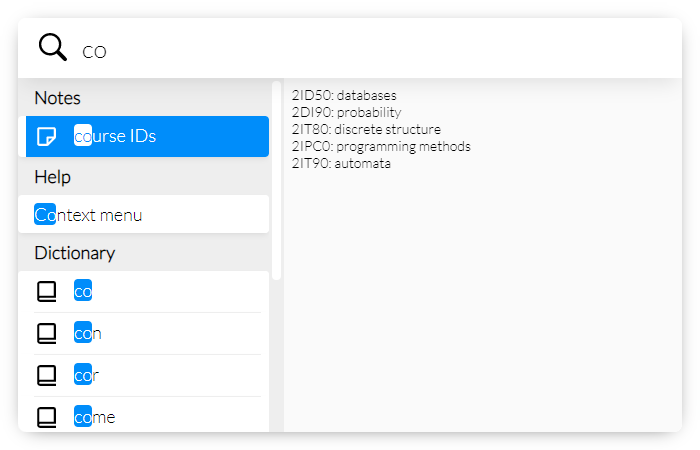 co
Notes
course IDs
Help
Context menu
Dictionary
co
con
cor
come
2ID50: databases
2DI90: probability
2IT80: discrete structure
2IPC0: programming methods
2IT90: automata